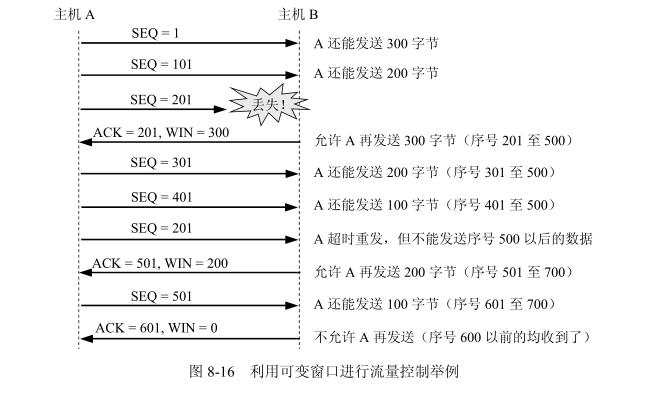 主机 A 主机 B
SEQ = 1 A 还能发送 300 字节
SEQ = 101 A 还能发送 200 字节
SEQ = 201 丢失!
ACK = 201, WIN = 300 允许 A 再发送 300 字节（序号 201 至 500）
SEQ = 301 A 还能发送 200 字节（序号 301 至 500）
SEQ = 401 A 还能发送 100 字节（序号 401 至 500）
SEQ = 201 A 超时重发，但不能发送序号 500 以后的数据
ACK = 501, WIN = 200 允许 A 再发送 200 字节（序号 501 至 700）
SEQ = 501 A 还能发送 100 字节（序号 601 至 700）
ACK = 601, WIN = 0 不允许 A 再发送（序号 600 以前的均收到了）
图 8-16 利用可变窗口进行流量控制举例